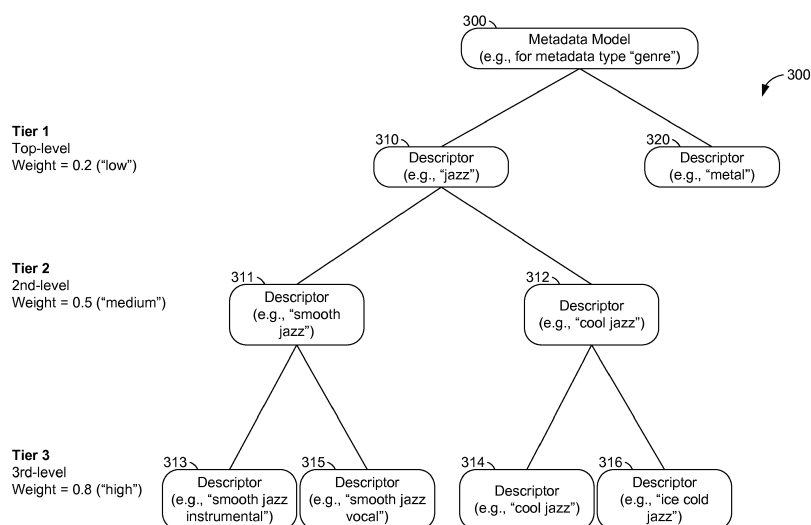 300
Metadata Model
(e.g., for metadata type “genre”)
300
Tier 1
Top-level
Weight = 0.2 (“low”)
310
Descriptor
(e.g., “jazz”)
320
Descriptor
(e.g., “metal”)
Tier 2
2nd-level
Weight = 0.5 (“medium”)
311
Descriptor
(e.g., “smooth
jazz”)
312
Descriptor
(e.g., “cool jazz”)
Tier 3
3rd-level
Weight = 0.8 (“high”)
313
Descriptor
(e.g., “smooth jazz
instrumental”)
315
Descriptor
(e.g., “smooth jazz
vocal”)
314
Descriptor
(e.g., “cool jazz”)
316
Descriptor
(e.g., “ice cold
jazz”)